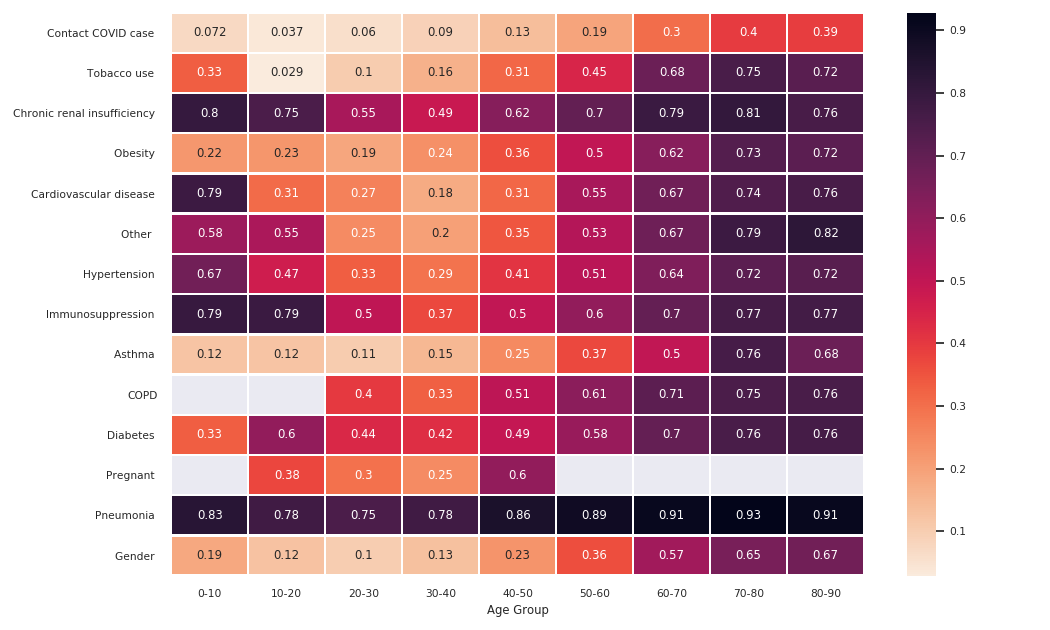 Contact COVID case 0.072 0.037 0.06 0.09 0.13 0.19 0.3 0.4 0.39
Tobacco use 0.33 0.029 0.1 0.16 0.31 0.45 0.68 0.75 0.72
Chronic renal insufficiency 0.8 0.75 0.55 0.49 0.62 0.7 0.79 0.81 0.76
Obesity 0.22 0.23 0.19 0.24 0.36 0.5 0.62 0.73 0.72
Cardiovascular disease 0.79 0.31 0.27 0.18 0.31 0.55 0.67 0.74 0.76
Other 0.58 0.55 0.25 0.2 0.35 0.53 0.67 0.79 0.82
Hypertension 0.67 0.47 0.33 0.29 0.41 0.51 0.64 0.72 0.72
Immunosuppression 0.79 0.79 0.5 0.37 0.5 0.6 0.7 0.77 0.77
Asthma 0.12 0.12 0.11 0.15 0.25 0.37 0.5 0.76 0.68
COPD 0.4 0.33 0.51 0.61 0.71 0.75 0.76
Diabetes 0.33 0.6 0.44 0.42 0.49 0.58 0.7 0.76 0.76
Pregnant 0.38 0.3 0.25 0.6
Pneumonia 0.83 0.78 0.75 0.78 0.86 0.89 0.91 0.93 0.91
Gender 0.19 0.12 0.1 0.13 0.23 0.36 0.57 0.65 0.67
0-10 10-20 20-30 30-40 40-50 50-60 60-70 70-80 80-90
Age Group
0.9
0.8
0.7
0.6
0.5
0.4
0.3
0.2
0.1